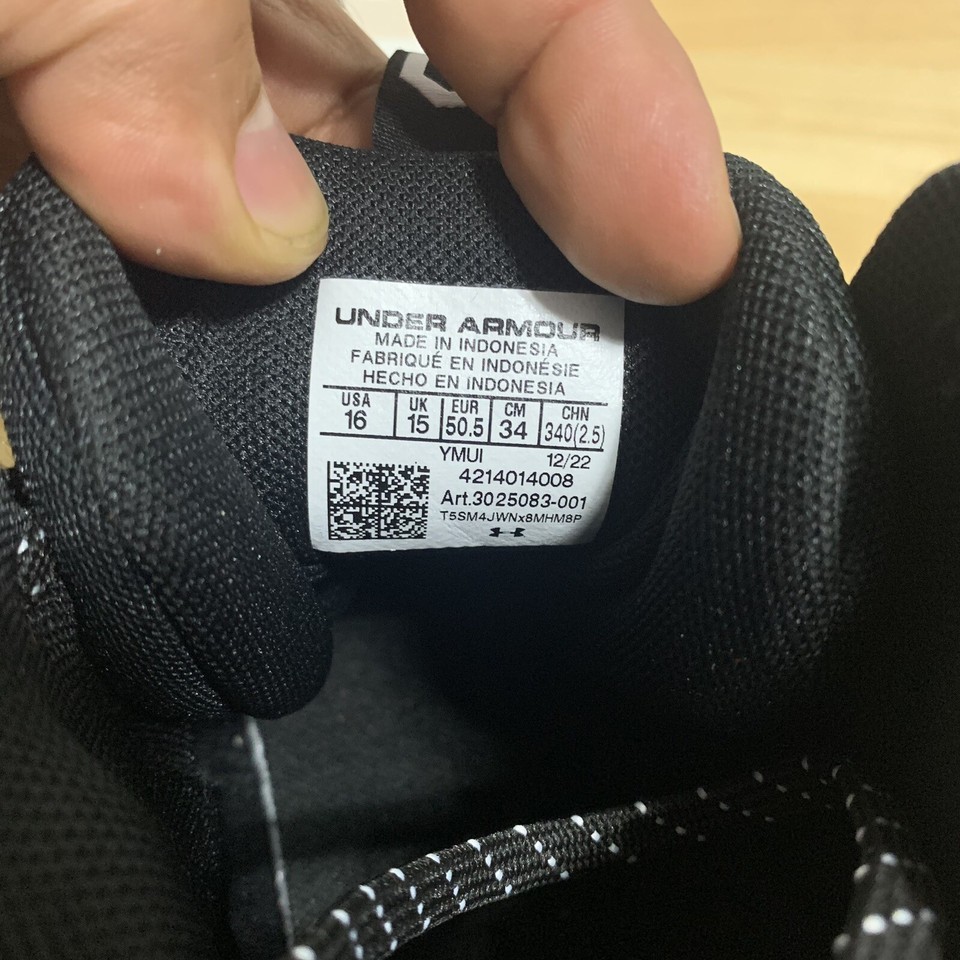 UNDER ARMOUR
MADE IN INDONESIA
FABRIQUÉ EN INDONÉSIE
HECHO EN INDONESIA
USA UK EUR CM CHN
16 15 50.5 34 340(2.5)
YMUI 12/22
4214014008
Art.3025083-001
T5SM4JWNx8MHM8P